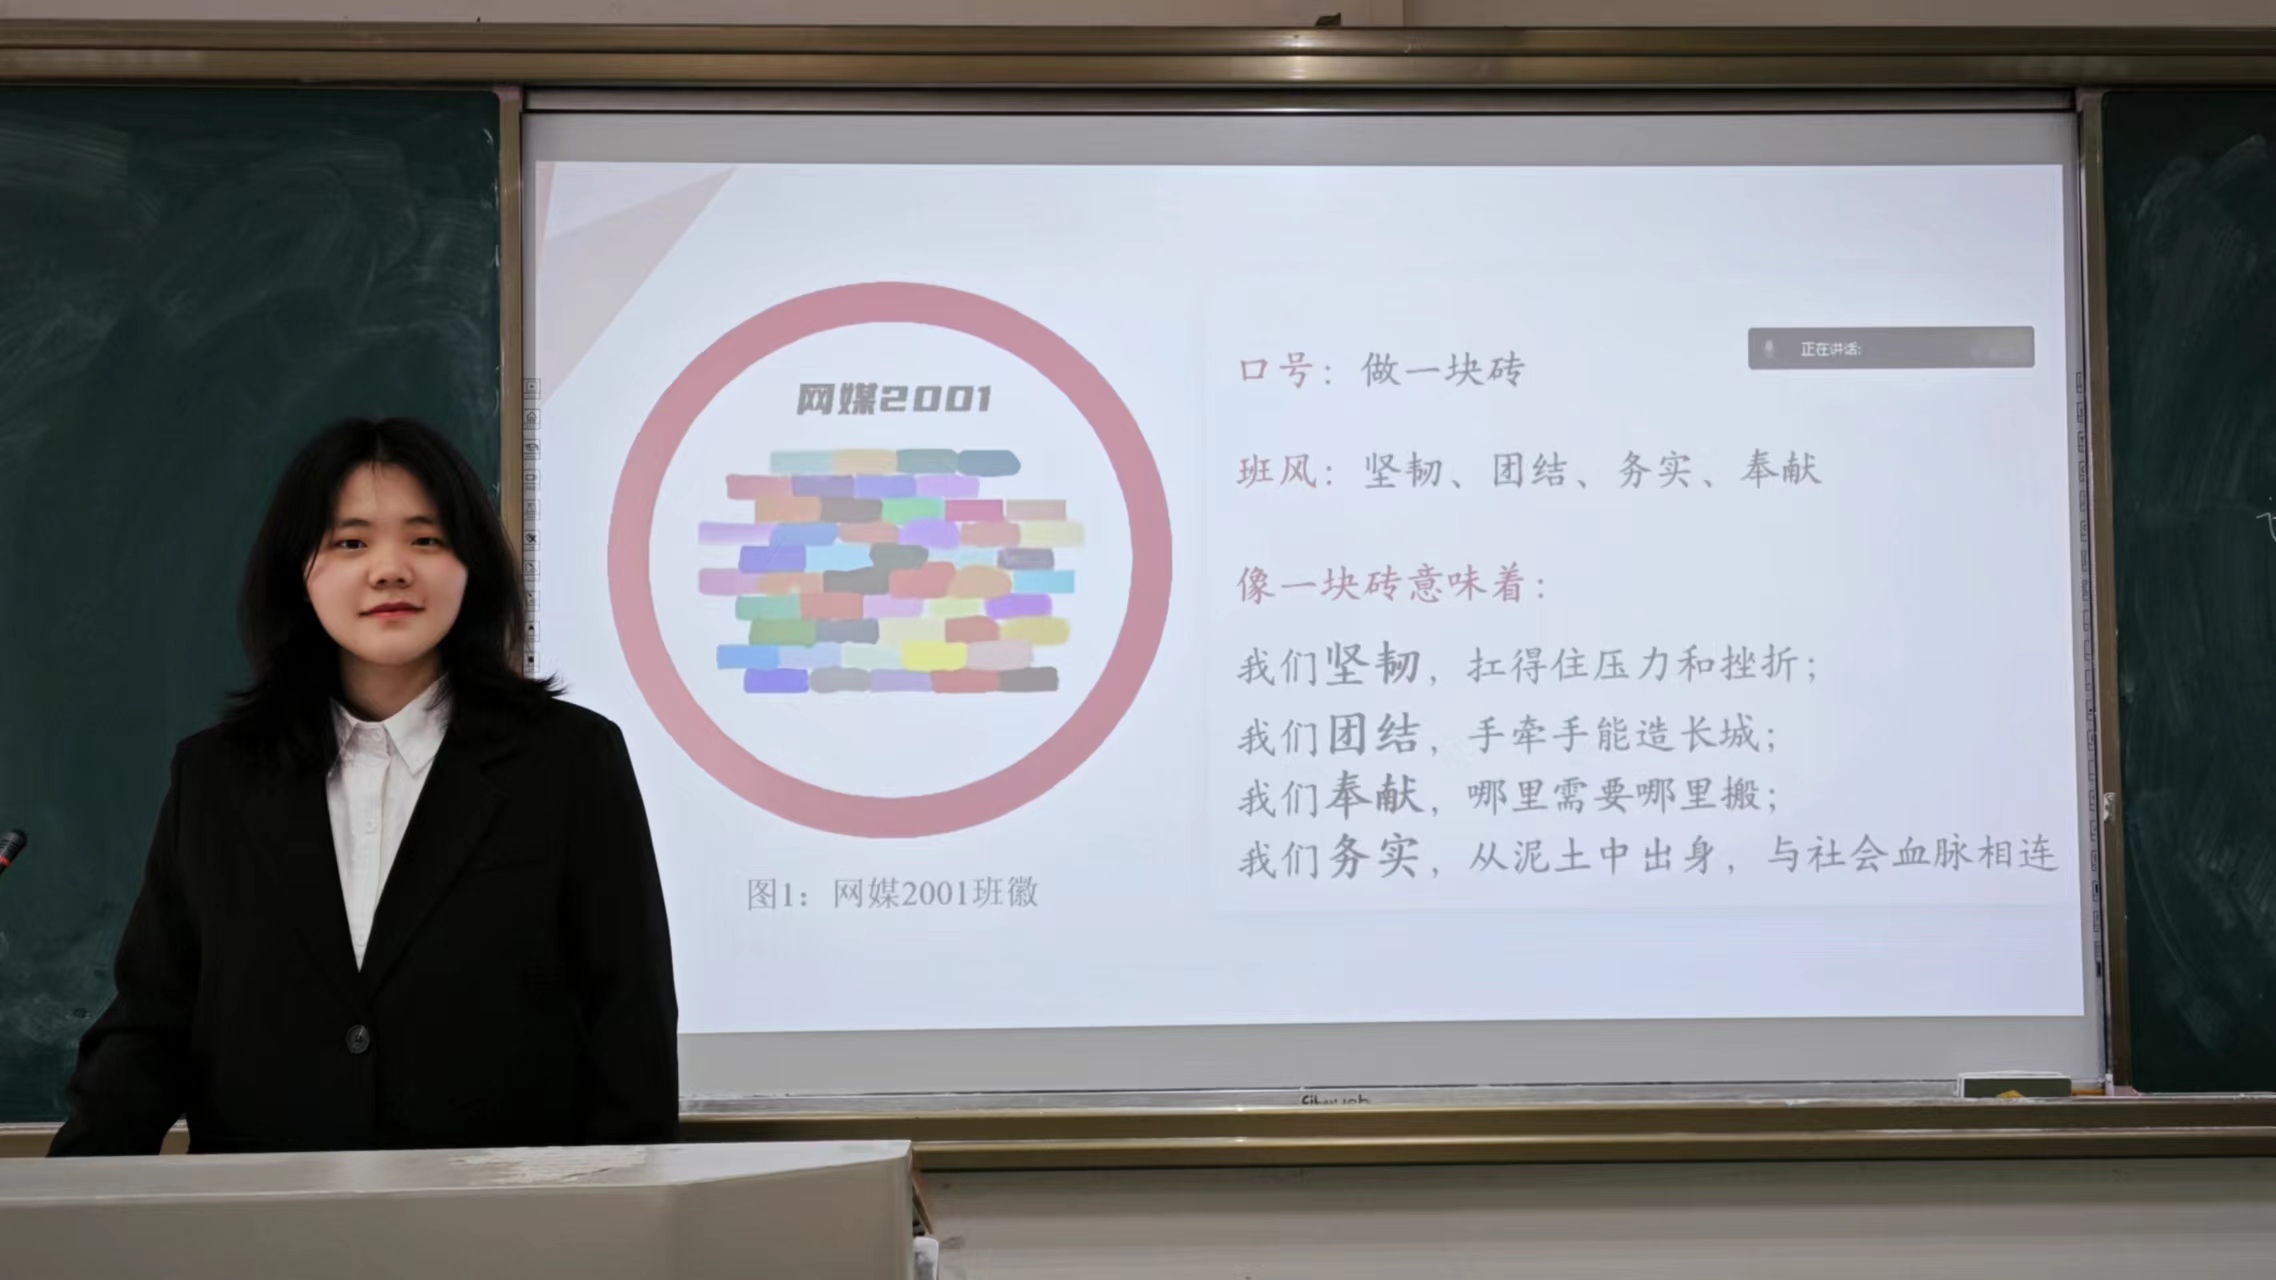 网媒2001
图1：网媒2001班徽
口号：做一块砖
正在讲话:
班风：坚韧、团结、务实、奉献
像一块砖意味着：
我们坚韧，扛得住压力和挫折；
我们团结，手牵手能造长城；
我们奉献，哪里需要哪里搬；
我们务实，从泥土中出身，与社会血脉相连